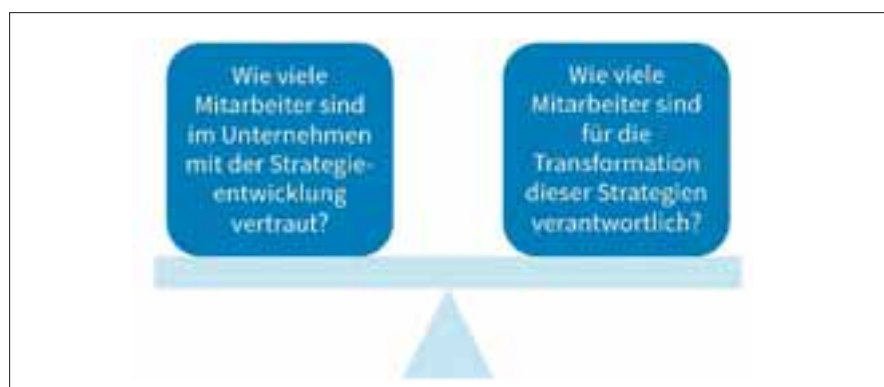 Wie viele
Mitarbeiter sind
im Unternehmen
mit der Strategie-
entwicklung
vertraut?
Wie viele
Mitarbeiter sind
für die
Transformation
dieser Strategien
verantwortlich?